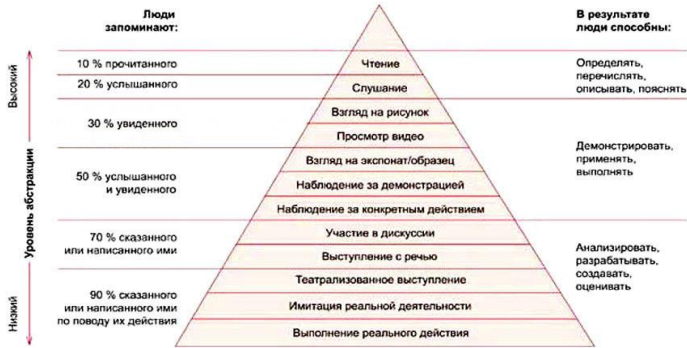 Люди
запоминают:
В результате
люди способны:
Высокий
Уровень абстракции
Низкий
10 % прочитанного
20 % услышанного
30 % увиденного
50 % услышанного
и увиденного
70 % сказанного
или написанного ими
90 % сказанного
или написанного ими
по поводу их действия
Чтение
Слушание
Взгляд на рисунок
Просмотр видео
Взгляд на экспонат/образец
Наблюдение за демонстрацией
Наблюдение за конкретным действием
Участие в дискуссии
Выступление с речью
Театрализованное выступление
Имитация реальной деятельности
Выполнение реального действия
Определять,
перечислять,
описывать, пояснять
Демонстрировать,
применять,
выполнять
Анализировать,
разрабатывать,
создавать,
оценивать